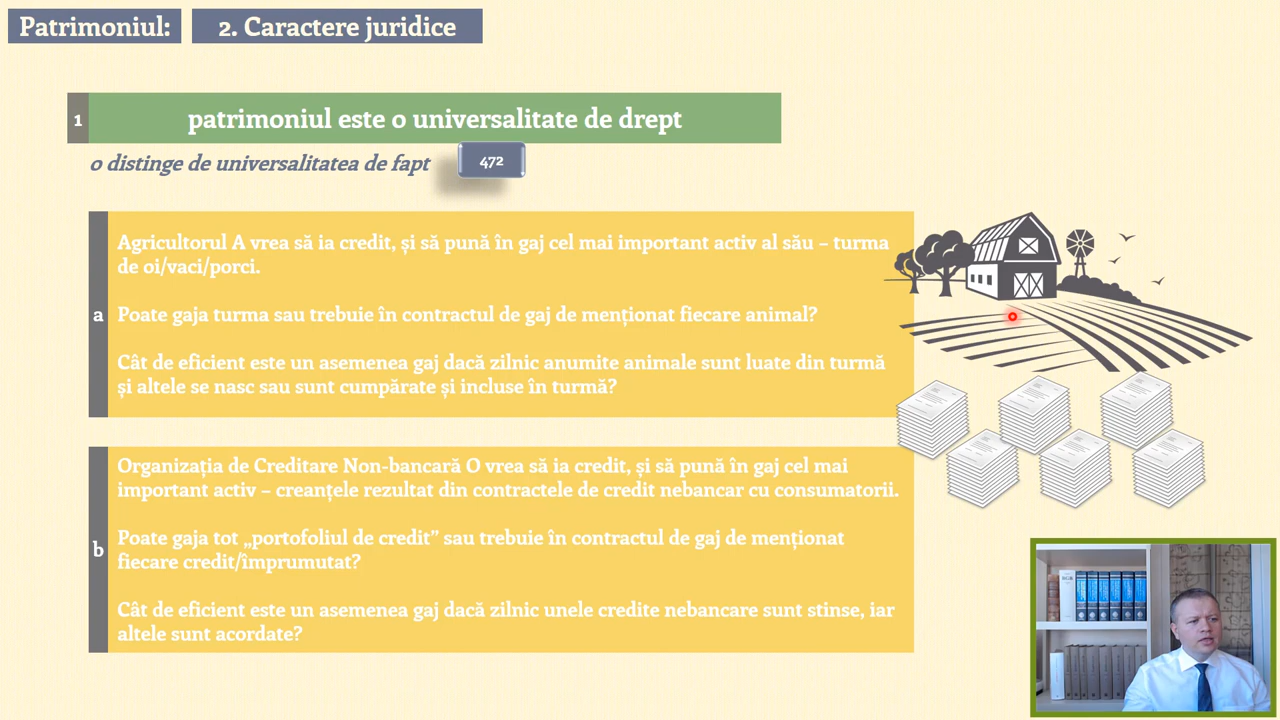 Patrimoniul:
2. Caractere juridice
1
patrimoniul este o universalitate de drept
o distinge de universalitatea de fapt
472
Agricultorul A vrea să ia credit, și să pună în gaj cel mai important activ al său – turma
de oi/vaci/porci.
a
Poate gaja turma sau trebuie în contractul de gaj de menționat fiecare animal?
Cât de eficient este un asemenea gaj dacă zilnic anumite animale sunt luate din turmă
și altele se nasc sau sunt cumpărate și incluse în turmă?
Organizația de Creditare Non-bancară O vrea să ia credit, și să pună în gaj cel mai
important activ – creanțele rezultat din contractele de credit nebancar cu consumatorii.
b
Poate gaja tot „portofoliul de credit” sau trebuie în contractul de gaj de menționat
fiecare credit/împrumutat?
Cât de eficient este un asemenea gaj dacă zilnic unele credite nebancare sunt stinse, iar
altele sunt acordate?